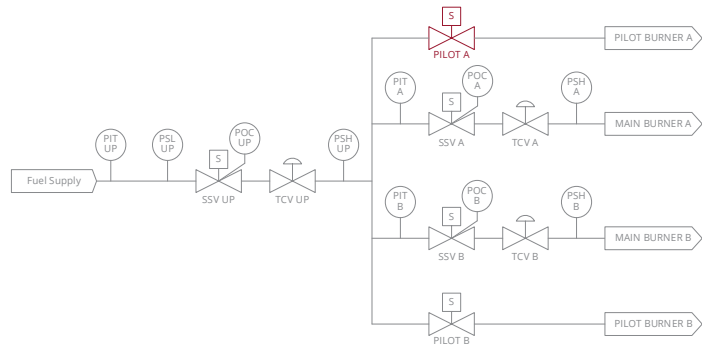 S
PILOT A
PILOT BURNER A
PIT
A
POC
A
PSH
A
S
SSV A
TCV A
MAIN BURNER A
PIT
UP
PSL
UP
POC
UP
PSH
UP
S
Fuel Supply
SSV UP
TCV UP
PIT
B
POC
B
PSH
B
S
SSV B
TCV B
MAIN BURNER B
S
PILOT B
PILOT BURNER B